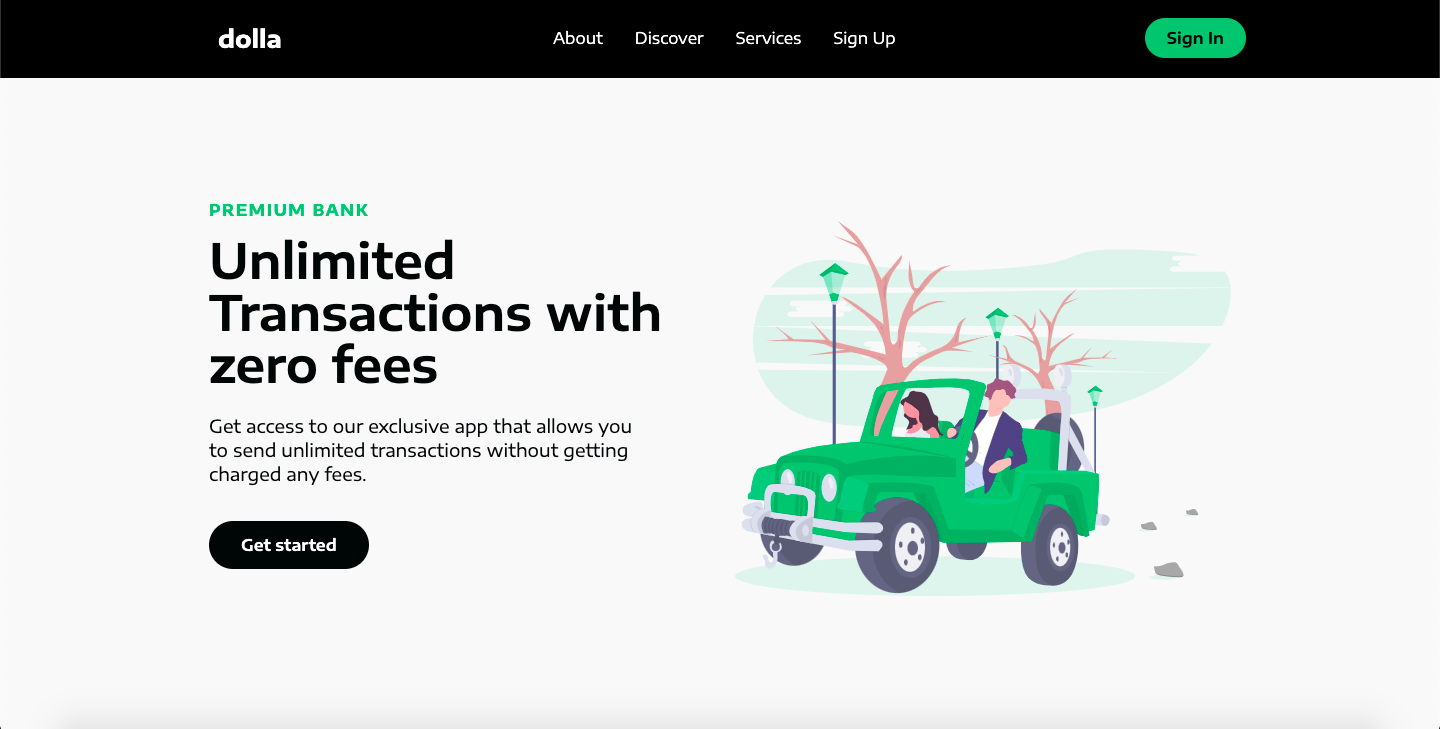 dolla
About
Discover
Services
Sign Up
Sign In
PREMIUM BANK
Unlimited
Transactions with
zero fees
Get access to our exclusive app that allows you
to send unlimited transactions without getting
charged any fees.
Get started